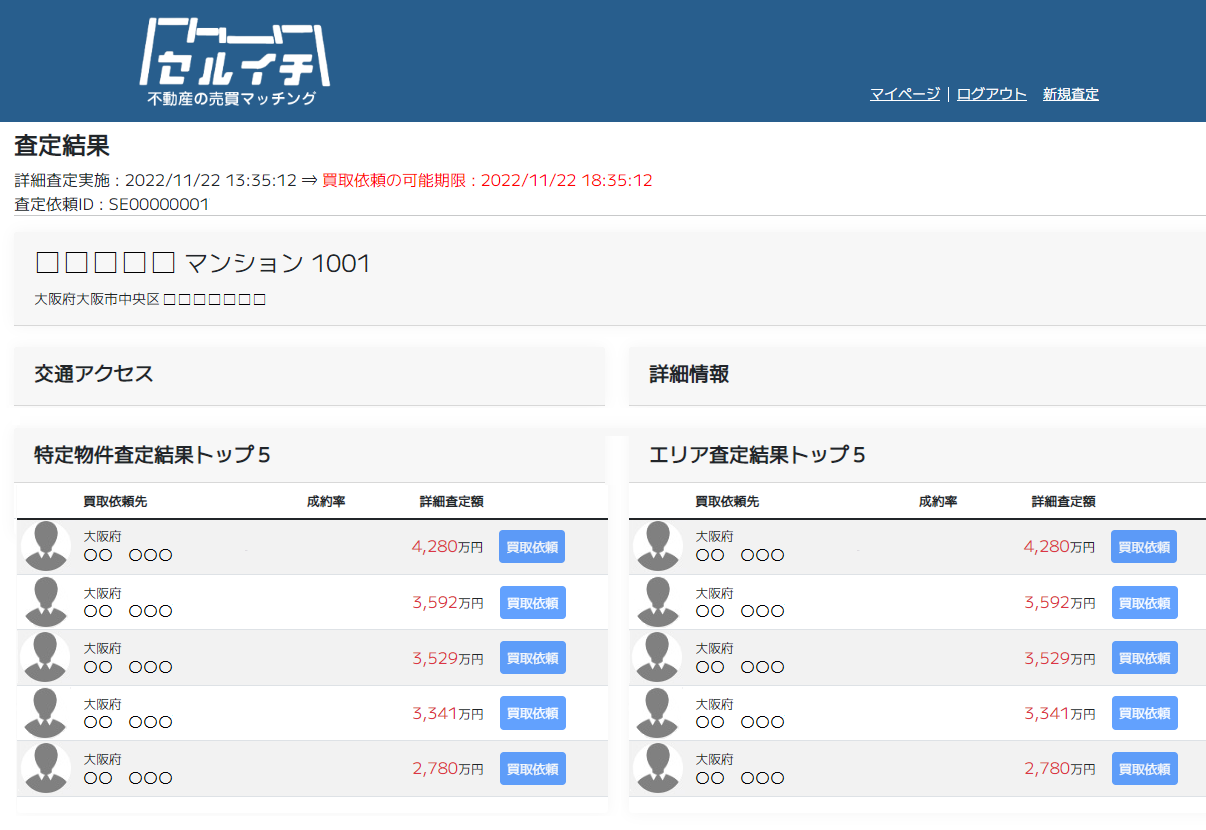 セルイチ
不動産の売買マッチング
マイページ | ログアウト 新規査定
査定結果
詳細査定実施 : 2022/11/22 13:35:12 ⇒ 買取依頼の可能期限 : 2022/11/22 18:35:12
査定依頼ID : SE00000001
□□□□□ マンション 1001
大阪府大阪市中央区□□□□□□□
交通アクセス
詳細情報
特定物件査定結果トップ５
買取依頼先 成約率 詳細査定額
大阪府
○○ ○○○ 4,280万円 買取依頼
大阪府
○○ ○○○ 3,592万円 買取依頼
大阪府
○○ ○○○ 3,529万円 買取依頼
大阪府
○○ ○○○ 3,341万円 買取依頼
大阪府
○○ ○○○ 2,780万円 買取依頼
エリア査定結果トップ５
買取依頼先 成約率 詳細査定額
大阪府
○○ ○○○ 4,280万円 買取依頼
大阪府
○○ ○○○ 3,592万円 買取依頼
大阪府
○○ ○○○ 3,529万円 買取依頼
大阪府
○○ ○○○ 3,341万円 買取依頼
大阪府
○○ ○○○ 2,780万円 買取依頼